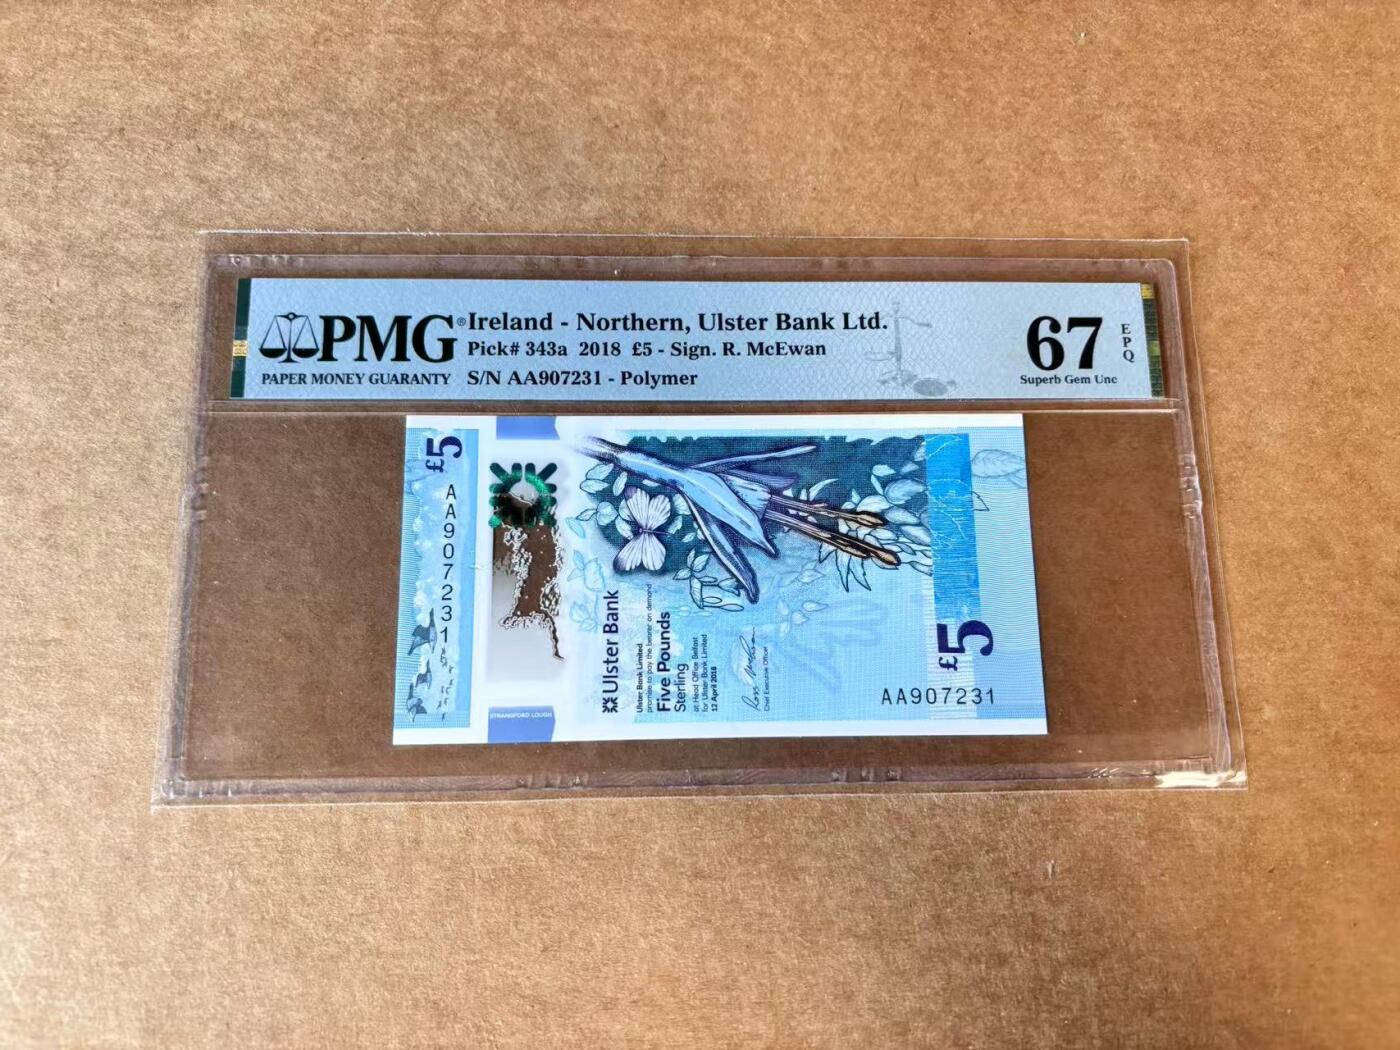 PMG®
PAPER MONEY GUARANTY
Ireland - Northern, Ulster Bank Ltd.
Pick# 343a 2018 £5 - Sign. R. McEwan
S/N AA907231 - Polymer
67
EPQ
Superb Gem Unc
£5
AA907231
STRANGFORD LOUGH
Ulster Bank
Ulster Bank Limited
promises to pay the bearer on demand
Five Pounds
Sterling
at Head Office Belfast
for Ulster Bank Limited
12 April 2018
Chief Executive Officer
£5
AA907231